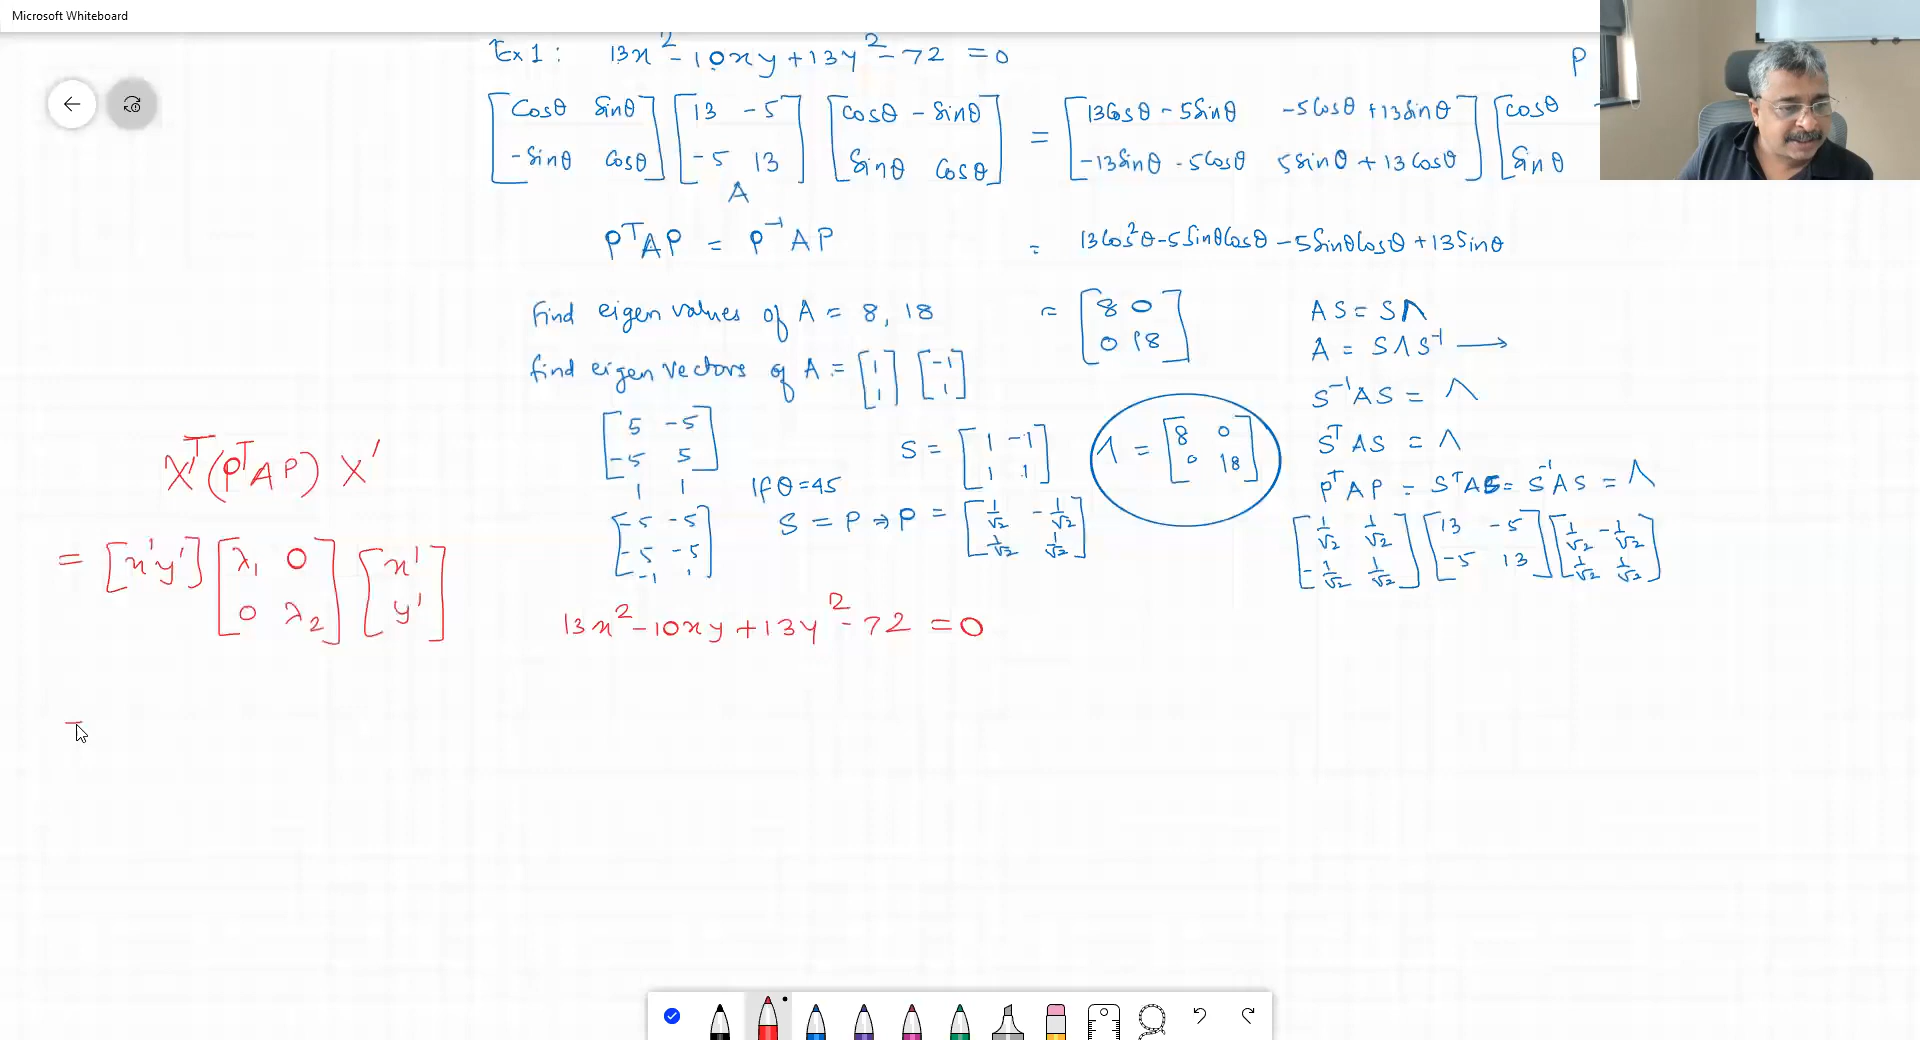 Microsoft Whiteboard
Ex 1 : 13x² - 10xy + 13y² - 72 = 0
P
[cosθ sinθ; -sinθ cosθ] [13 -5; -5 13] [cosθ -sinθ; sinθ cosθ] = [13cosθ - 5sinθ -5cosθ + 13sinθ; -13sinθ - 5cosθ 5sinθ + 13cosθ] [cosθ -; sinθ
A
PᵀAP = P⁻¹AP
= 13cos²θ - 5sinθcosθ - 5sinθcosθ + 13sinθ
Find eigen values of A = 8, 18
= [8 0; 0 18]
AS = SΛ
A = SΛS⁻¹ →
find eigen vectors of A = [1; 1] [-1; 1]
S⁻¹AS = Λ
[5 -5; -5 5]
1 1
S = [1 -1; 1 1]
Λ = [8 0; 0 18]
SᵀAS = Λ
If θ = 45
PᵀAP = SᵀAS = S⁻¹AS = Λ
[-5 -5; -5 -5]
-1 1
S = P ⇒ P = [1/√2 -1/√2; 1/√2 1/√2]
[1/√2 1/√2; -1/√2 1/√2] [13 -5; -5 13] [1/√2 -1/√2; 1/√2 1/√2]
X'ᵀ(PᵀAP) X'
= [x' y'] [λ₁ 0; 0 λ₂] [x'; y']
13x² - 10xy + 13y² - 72 = 0